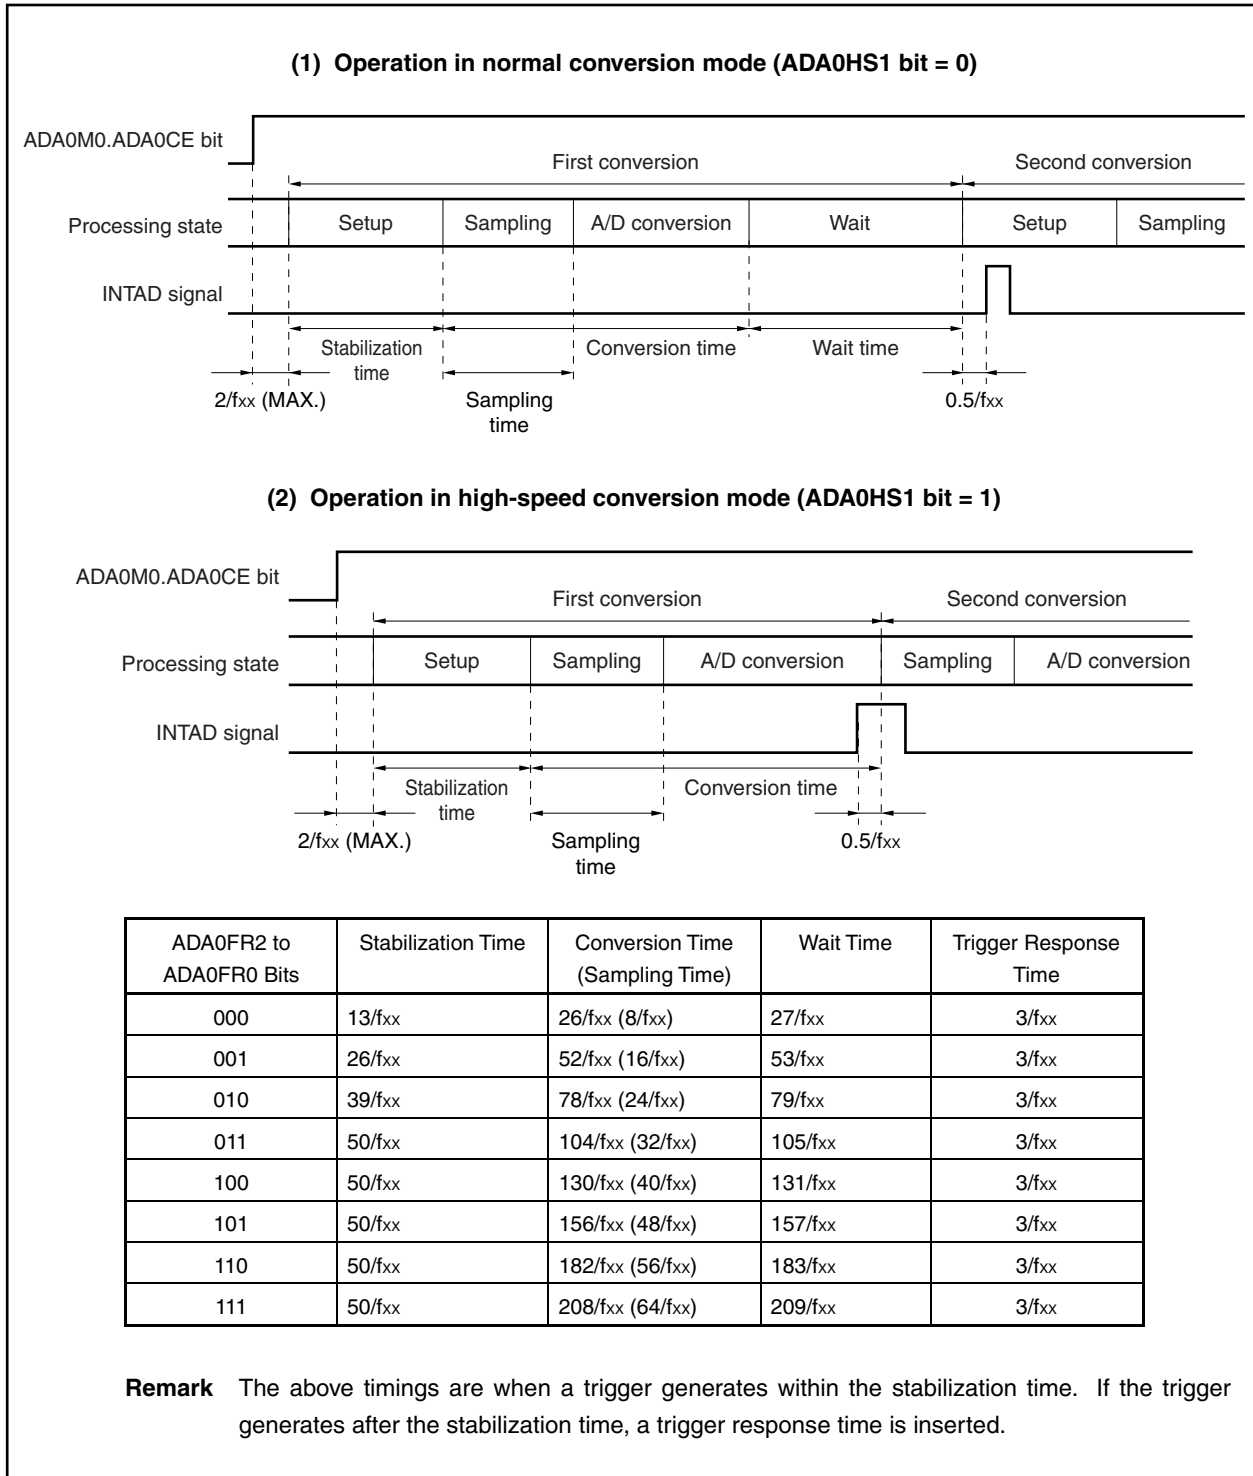 (1) Operation in normal conversion mode (ADA0HS1 bit = 0)
ADA0M0.ADA0CE bit
First conversion
Second conversion
Processing state
Setup
Sampling
A/D conversion
Wait
Setup
Sampling
INTAD signal
Stabilization
time
Conversion time
Wait time
2/fxx (MAX.)
Sampling
time
0.5/fxx
(2) Operation in high-speed conversion mode (ADA0HS1 bit = 1)
ADA0M0.ADA0CE bit
First conversion
Second conversion
Processing state
Setup
Sampling
A/D conversion
Sampling
A/D conversion
INTAD signal
Stabilization
time
Conversion time
2/fxx (MAX.)
Sampling
time
0.5/fxx
ADA0FR2 to
ADA0FR0 Bits
Stabilization Time
Conversion Time
(Sampling Time)
Wait Time
Trigger Response
Time
000 13/fxx 26/fxx (8/fxx) 27/fxx 3/fxx
001 26/fxx 52/fxx (16/fxx) 53/fxx 3/fxx
010 39/fxx 78/fxx (24/fxx) 79/fxx 3/fxx
011 50/fxx 104/fxx (32/fxx) 105/fxx 3/fxx
100 50/fxx 130/fxx (40/fxx) 131/fxx 3/fxx
101 50/fxx 156/fxx (48/fxx) 157/fxx 3/fxx
110 50/fxx 182/fxx (56/fxx) 183/fxx 3/fxx
111 50/fxx 208/fxx (64/fxx) 209/fxx 3/fxx
Remark The above timings are when a trigger generates within the stabilization time. If the trigger
generates after the stabilization time, a trigger response time is inserted.